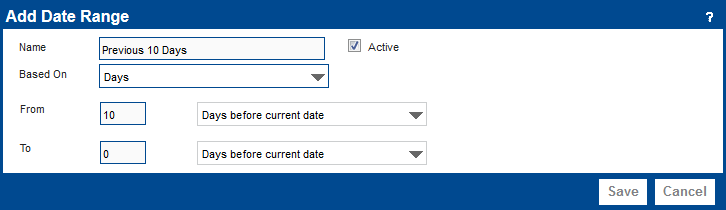 Add Date Range ?
Name Previous 10 Days Active
Based On Days
From 10 Days before current date
To 0 Days before current date
Save Cancel